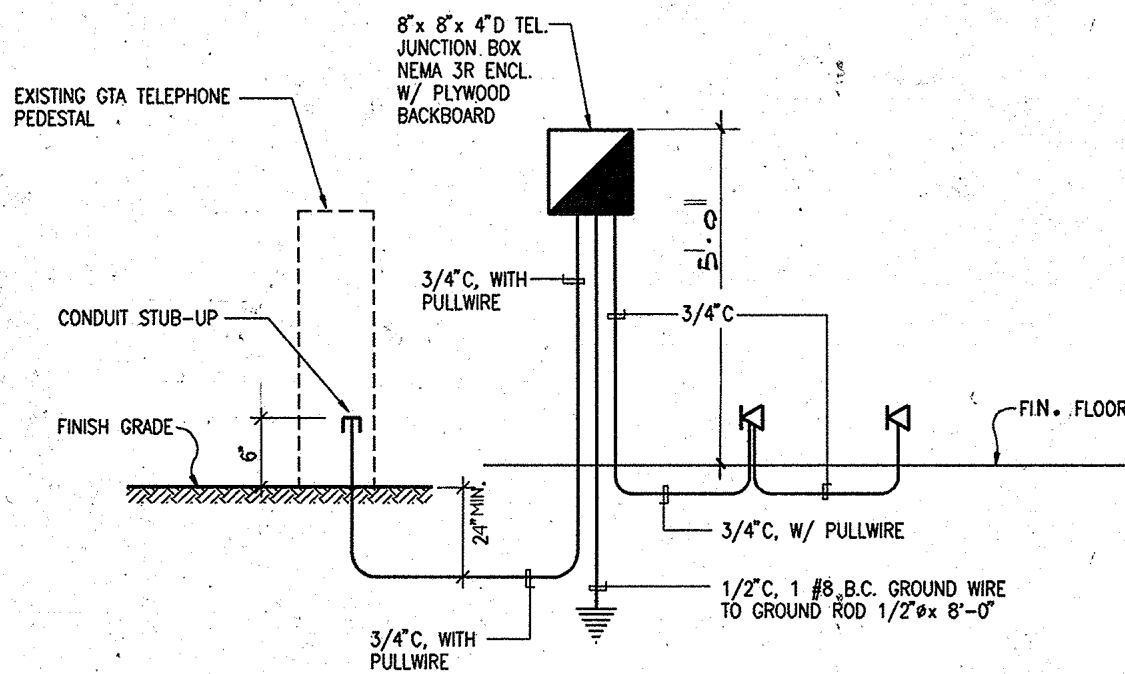 8"x 8"x 4"D TEL.
JUNCTION BOX
NEMA 3R ENCL.
W/ PLYWOOD
BACKBOARD
EXISTING GTA TELEPHONE
PEDESTAL
5'.0"
3/4"C, WITH
PULLWIRE
3/4"C
CONDUIT STUB-UP
FINISH GRADE
6"
FIN. FLOOR
24"MIN.
3/4"C, W/ PULLWIRE
1/2"C, 1 #8 B.C. GROUND WIRE
TO GROUND ROD 1/2"øx 8'-0"
3/4"C, WITH
PULLWIRE